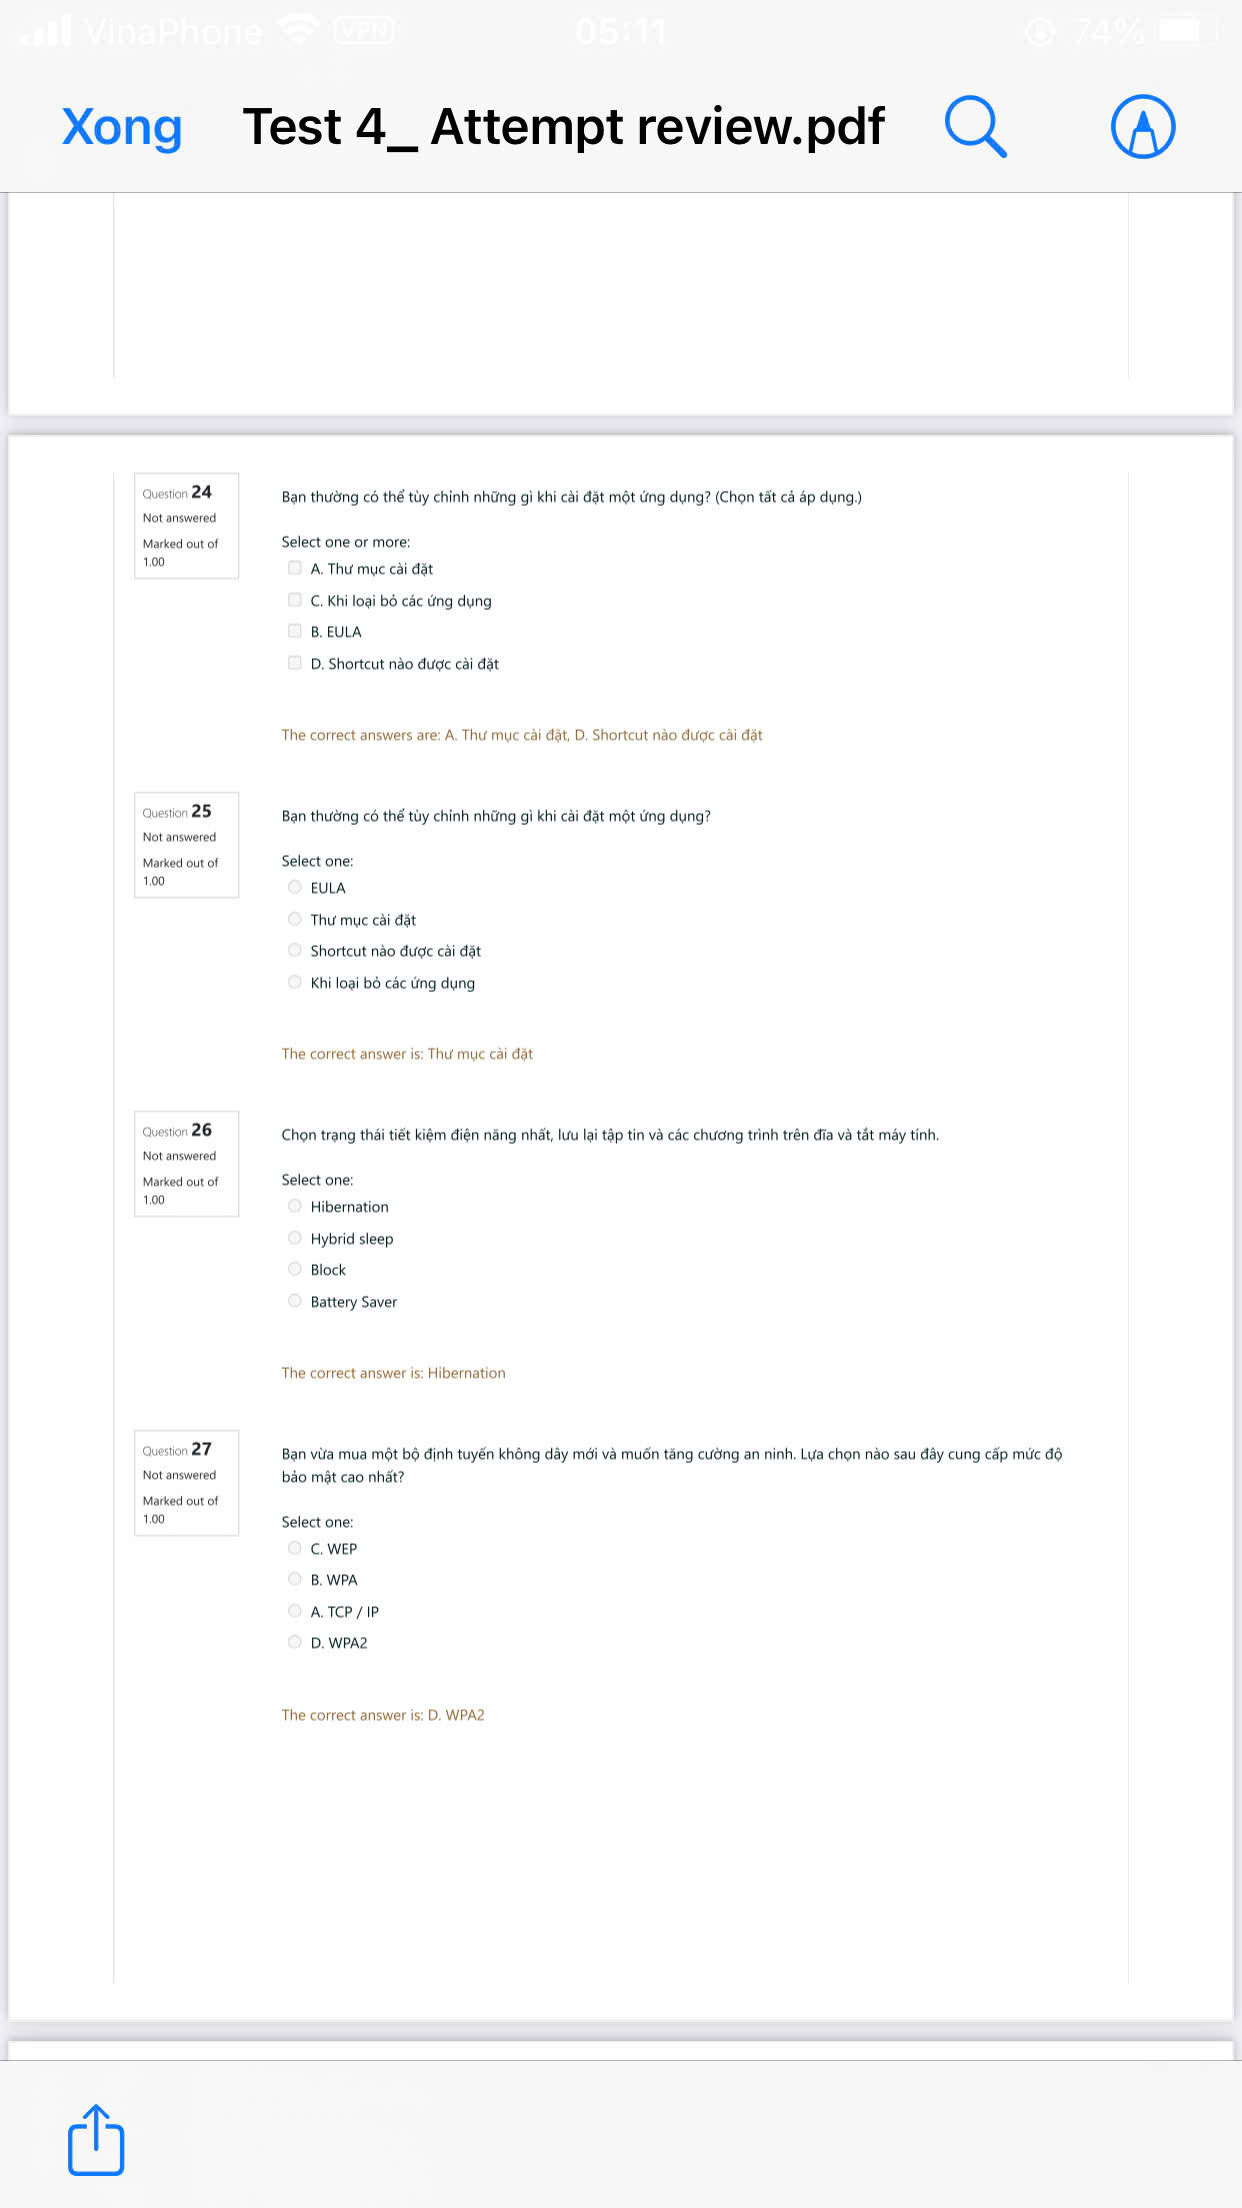 VinaPhone VPN 05:11 74%
Xong Test 4_ Attempt review.pdf
Question 24
Not answered
Marked out of
1.00
Bạn thường có thể tùy chỉnh những gì khi cài đặt một ứng dụng? (Chọn tất cả áp dụng.)
Select one or more:
A. Thư mục cài đặt
C. Khi loại bỏ các ứng dụng
B. EULA
D. Shortcut nào được cài đặt
The correct answers are: A. Thư mục cài đặt, D. Shortcut nào được cài đặt
Question 25
Not answered
Marked out of
1.00
Bạn thường có thể tùy chỉnh những gì khi cài đặt một ứng dụng?
Select one:
EULA
Thư mục cài đặt
Shortcut nào được cài đặt
Khi loại bỏ các ứng dụng
The correct answer is: Thư mục cài đặt
Question 26
Not answered
Marked out of
1.00
Chọn trạng thái tiết kiệm điện năng nhất, lưu lại tập tin và các chương trình trên đĩa và tắt máy tính.
Select one:
Hibernation
Hybrid sleep
Block
Battery Saver
The correct answer is: Hibernation
Question 27
Not answered
Marked out of
1.00
Bạn vừa mua một bộ định tuyến không dây mới và muốn tăng cường an ninh. Lựa chọn nào sau đây cung cấp mức độ
bảo mật cao nhất?
Select one:
C. WEP
B. WPA
A. TCP / IP
D. WPA2
The correct answer is: D. WPA2